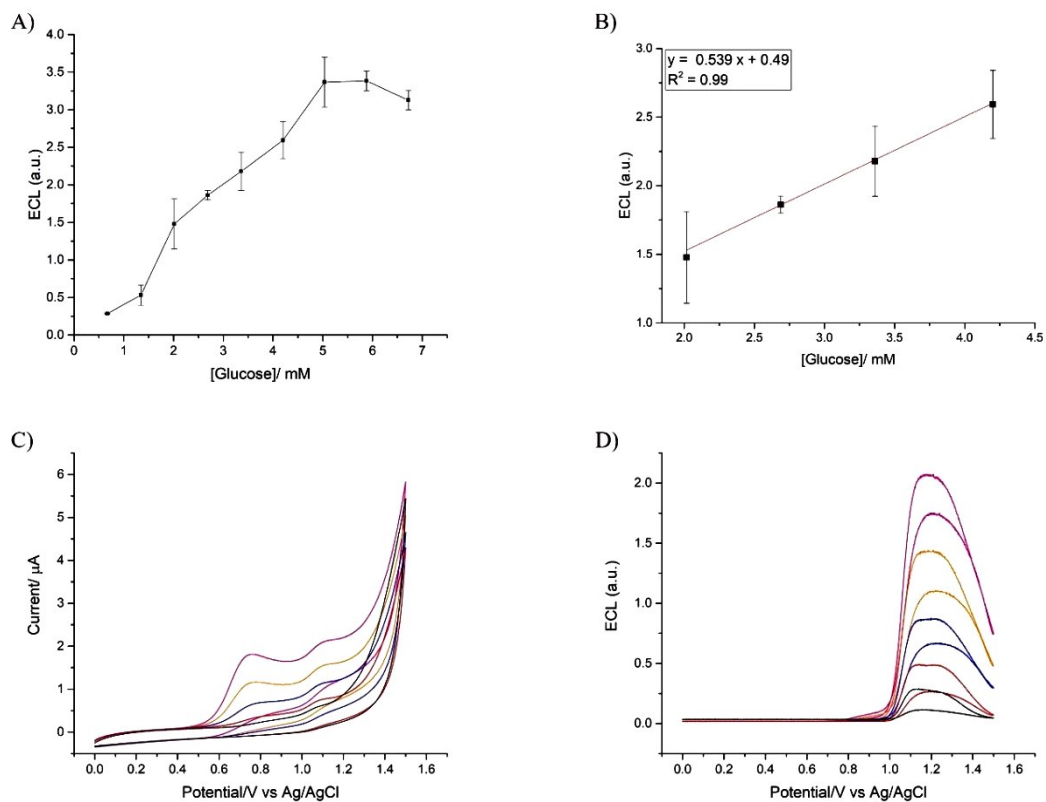 A)
3.5
4.0
3.0
2.5
2.0
1.5
1.0
0.5
0.0
ECL (a.u.)
0 1 2 3 4 5 6 7
[Glucose]/ mM
B)
y = 0.539 x + 0.49
R² = 0.99
3.0
2.5
2.0
1.5
1.0
ECL (a.u.)
2.0 2.5 3.0 3.5 4.0 4.5
[Glucose]/ mM
C)
6
5
4
3
2
1
0
Current/ µA
0.0 0.2 0.4 0.6 0.8 1.0 1.2 1.4 1.6
Potential/V vs Ag/AgCl
D)
2.0
1.5
1.0
0.5
0.0
ECL (a.u.)
0.0 0.2 0.4 0.6 0.8 1.0 1.2 1.4 1.6
Potential/V vs Ag/AgCl